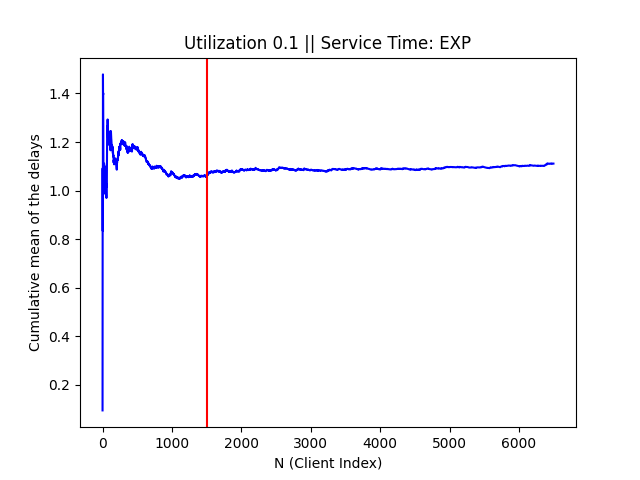 Utilization 0.1 || Service Time: EXP
Cumulative mean of the delays
1.4
1.2
1.0
0.8
0.6
0.4
0.2
0 1000 2000 3000 4000 5000 6000
N (Client Index)